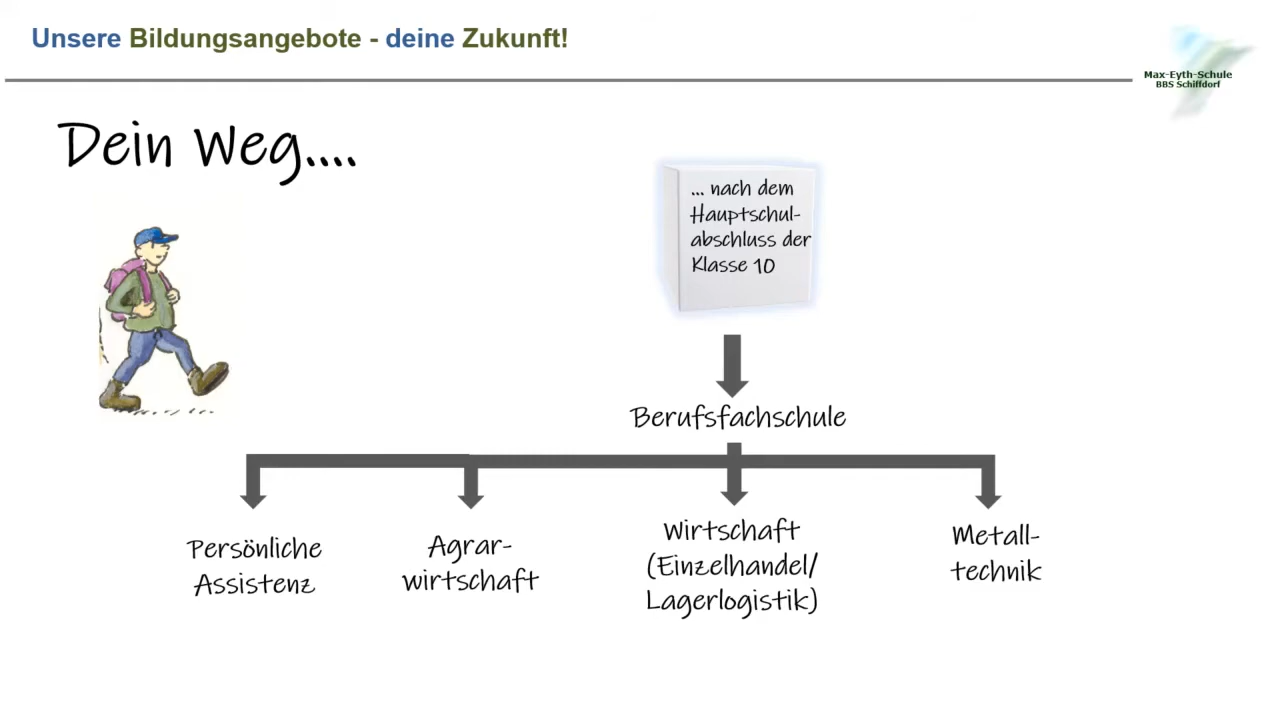 Unsere Bildungsangebote - deine Zukunft!
Max-Eyth-Schule
BBS Schiffdorf
Dein Weg....
... nach dem
Hauptschul-
abschluss der
Klasse 10
Berufsfachschule
Persönliche
Assistenz
Agrar-
wirtschaft
Wirtschaft
(Einzelhandel/
Lagerlogistik)
Metall-
technik